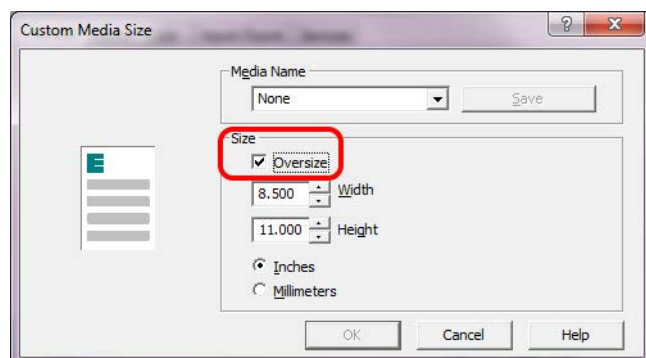 Custom Media Size
Media Name
None
Save
Size
Oversize
8.500 Width
11.000 Height
Inches
Millimeters
E
OK Cancel Help